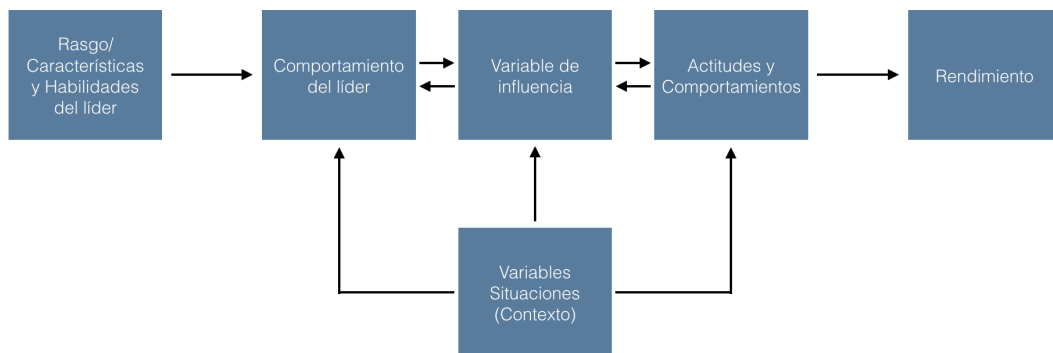 Rasgo/
Características
y Habilidades
del líder
Comportamiento
del líder
Variable de
influencia
Actitudes y
Comportamientos
Rendimiento
Variables
Situaciones
(Contexto)